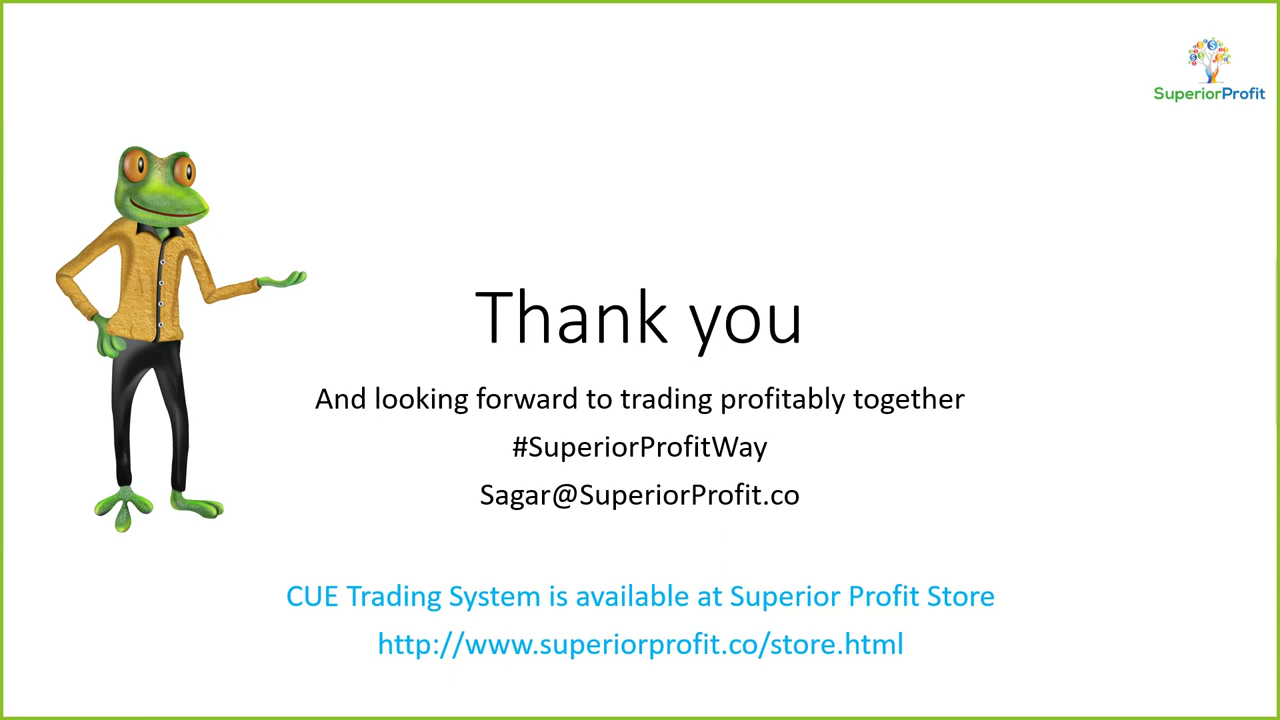 SuperiorProfit
Thank you
And looking forward to trading profitably together
#SuperiorProfitWay
Sagar@SuperiorProfit.co
CUE Trading System is available at Superior Profit Store
http://www.superiorprofit.co/store.html